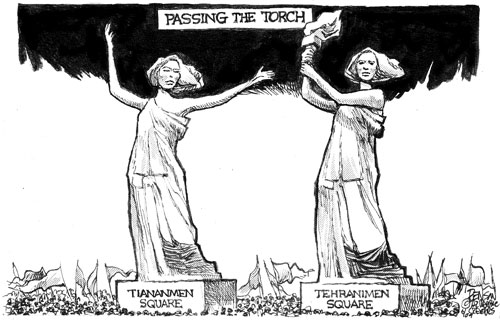 PASSING THE TORCH
TIANANMEN
SQUARE
TEHRANIMEN
SQUARE